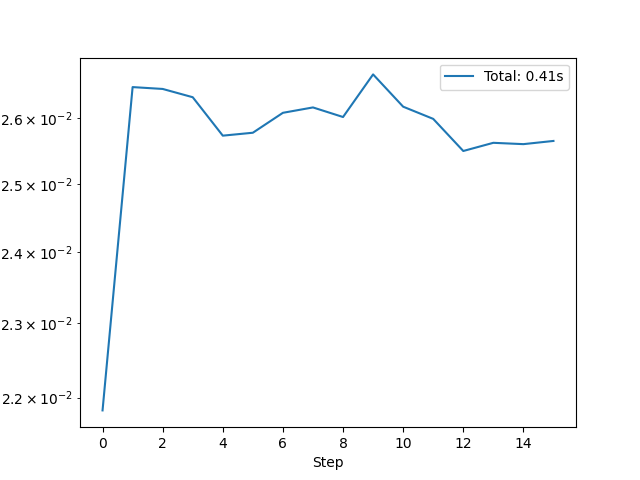 Total: 0.41s
2.6 × 10⁻²
2.5 × 10⁻²
2.4 × 10⁻²
2.3 × 10⁻²
2.2 × 10⁻²
0 2 4 6 8 10 12 14
Step